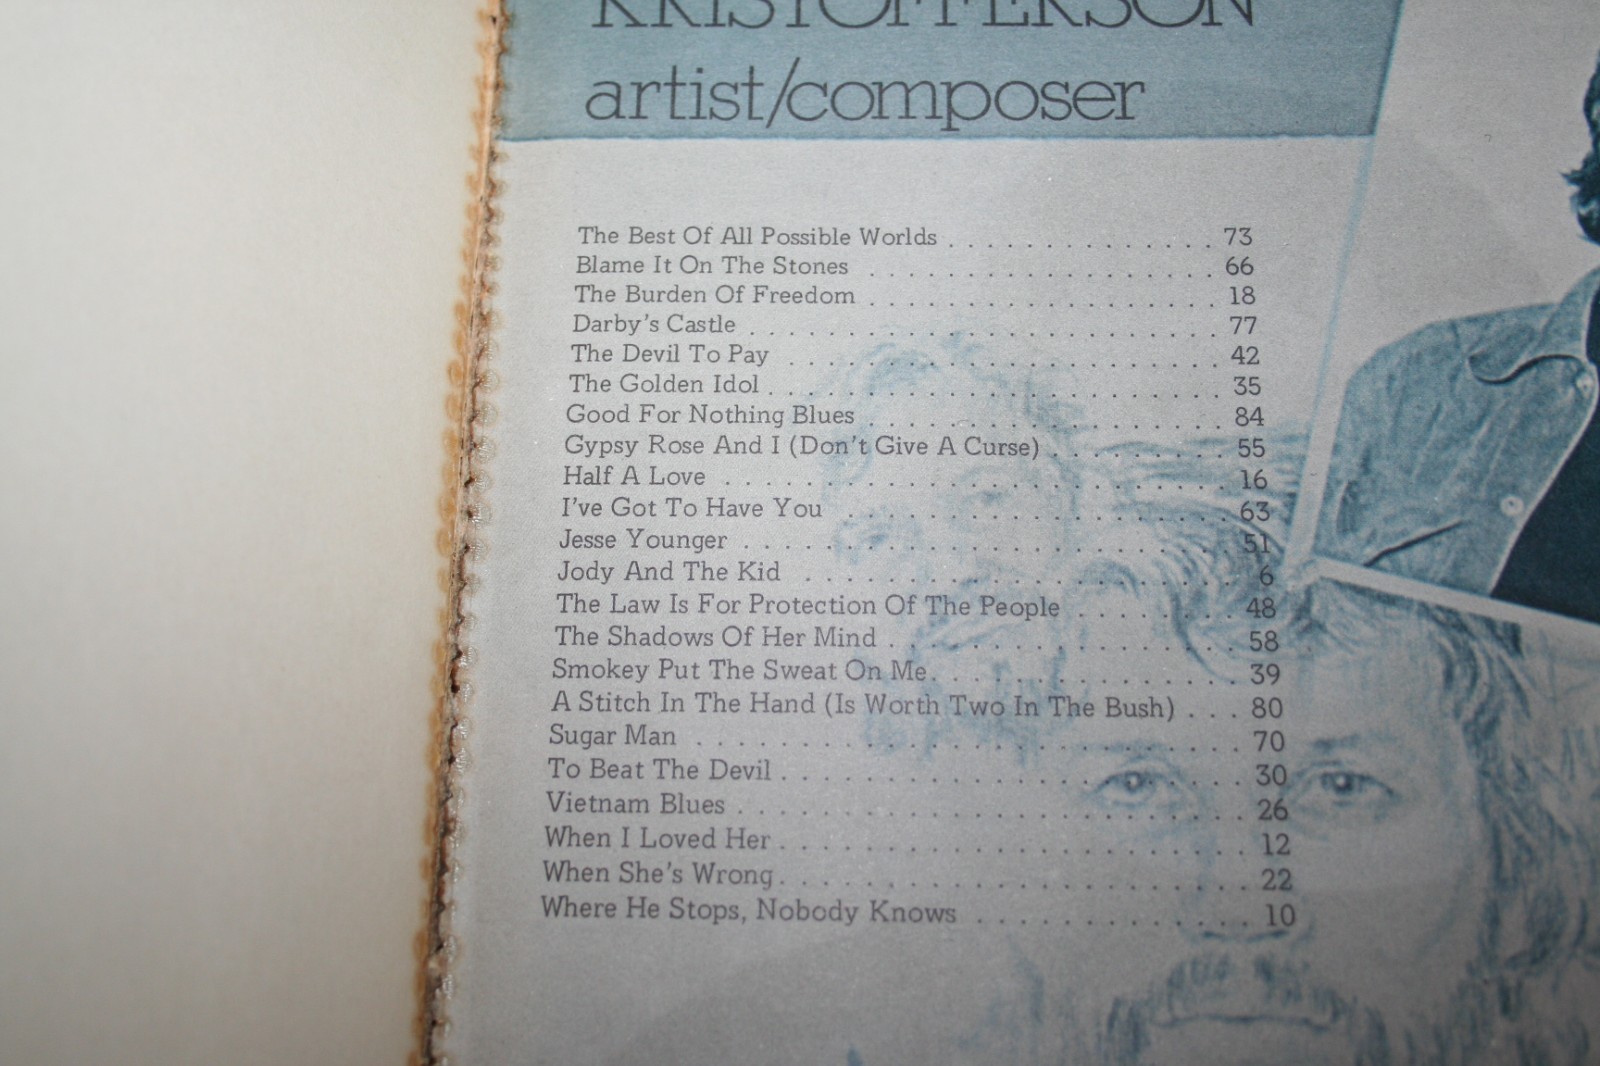 KRISTOFFERSON
artist/composer
The Best Of All Possible Worlds . . . . . . . . . . . . . . 73
Blame It On The Stones . . . . . . . . . . . . . . . . . . 66
The Burden Of Freedom . . . . . . . . . . . . . . . . . . 18
Darby's Castle . . . . . . . . . . . . . . . . . . . . . . . . 77
The Devil To Pay . . . . . . . . . . . . . . . . . . . . . . 42
The Golden Idol . . . . . . . . . . . . . . . . . . . . . . . 35
Good For Nothing Blues . . . . . . . . . . . . . . . . . . 84
Gypsy Rose And I (Don't Give A Curse) . . . . . . . . . 55
Half A Love . . . . . . . . . . . . . . . . . . . . . . . . . 16
I've Got To Have You . . . . . . . . . . . . . . . . . . . 63
Jesse Younger . . . . . . . . . . . . . . . . . . . . . . . . 51
Jody And The Kid . . . . . . . . . . . . . . . . . . . . . 6
The Law Is For Protection Of The People . . . . . . . . 48
The Shadows Of Her Mind . . . . . . . . . . . . . . . . . 58
Smokey Put The Sweat On Me . . . . . . . . . . . . . . . 39
A Stitch In The Hand (Is Worth Two In The Bush) . . . 80
Sugar Man . . . . . . . . . . . . . . . . . . . . . . . . . . 70
To Beat The Devil . . . . . . . . . . . . . . . . . . . . . . 30
Vietnam Blues . . . . . . . . . . . . . . . . . . . . . . . . 26
When I Loved Her . . . . . . . . . . . . . . . . . . . . . . 12
When She's Wrong . . . . . . . . . . . . . . . . . . . . . . 22
Where He Stops, Nobody Knows . . . . . . . . . . . . . 10